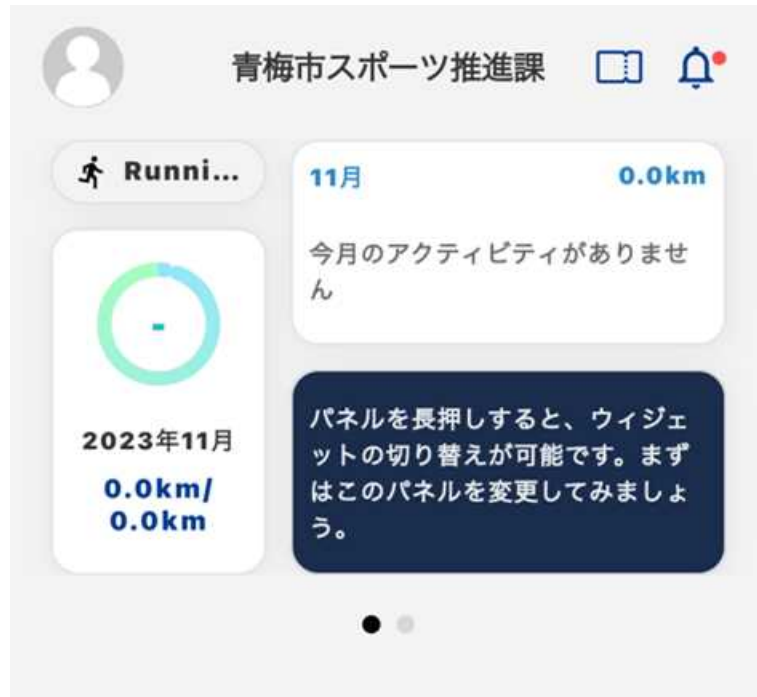 青梅市スポーツ推進課
Runni...
11月 0.0km
今月のアクティビティがありませ
ん
-
2023年11月
0.0km/
0.0km
パネルを長押しすると、ウィジェ
ットの切り替えが可能です。まず
はこのパネルを変更してみましょ
う。